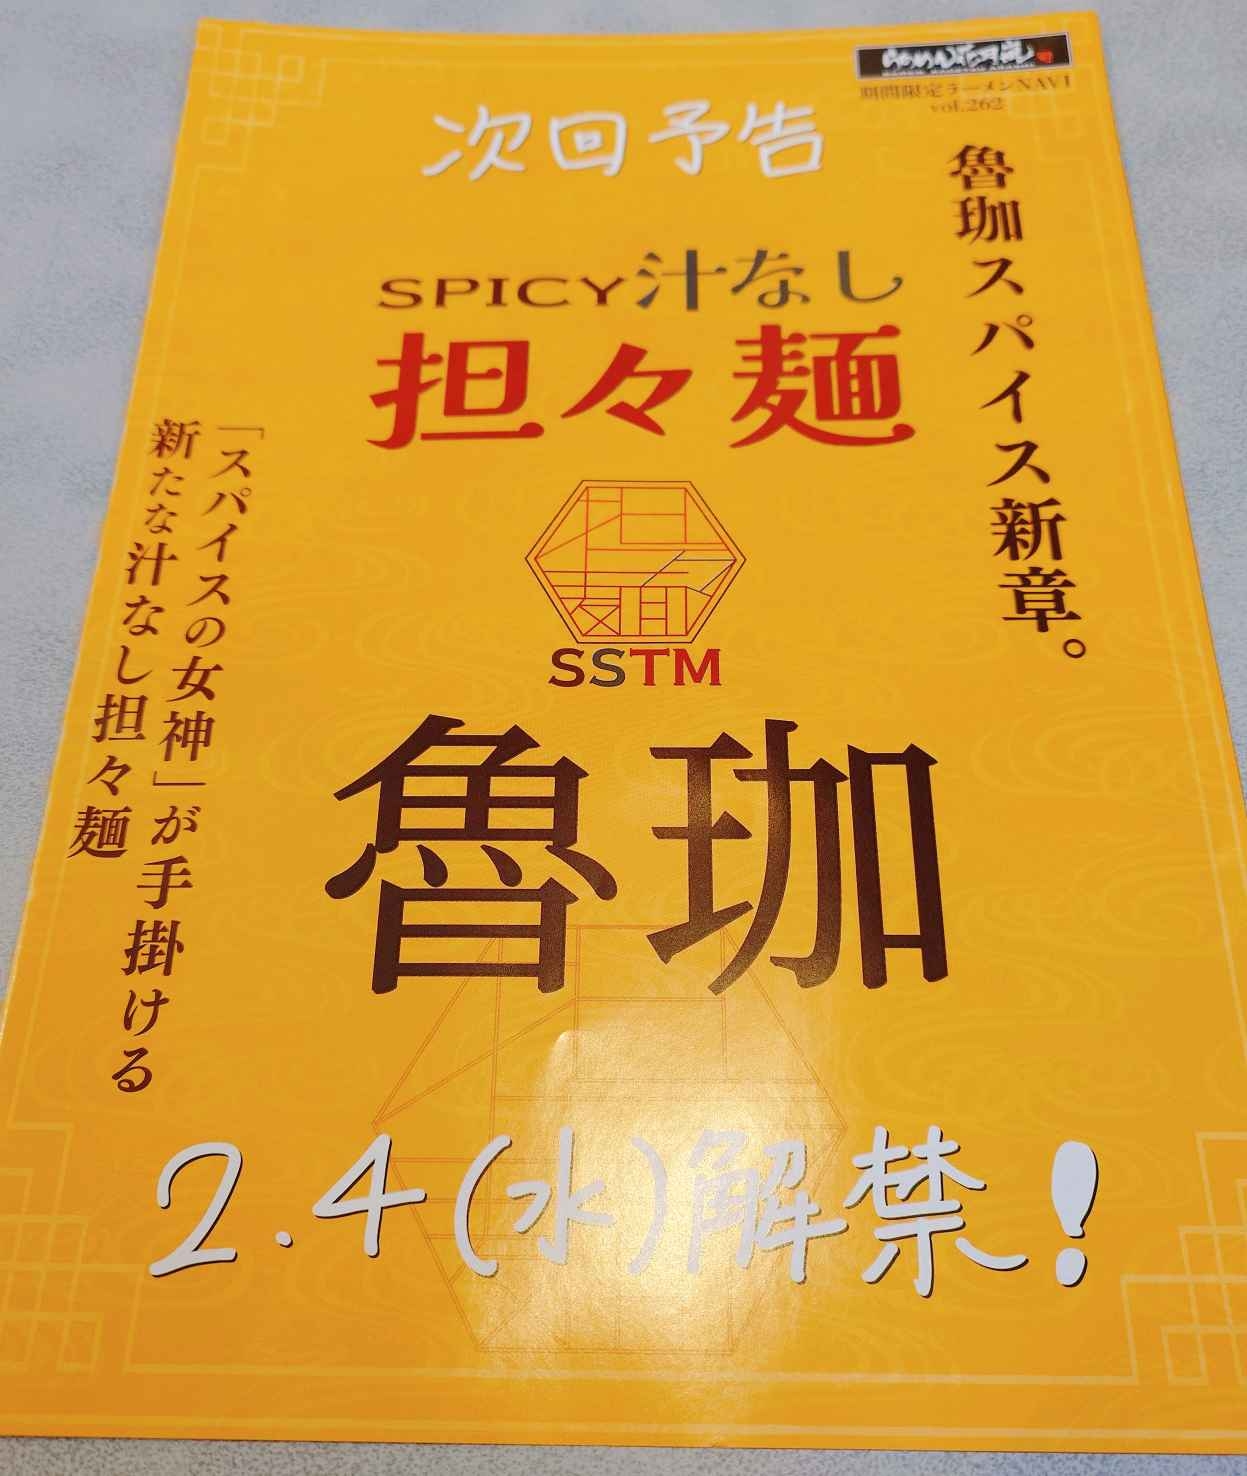 期間限定ラーメンNAVI
vol.262
次回予告
魯珈スパイス新章。
SPICY汁なし
担々麺
SSTM
「スパイスの女神」が手掛ける
新たな汁なし担々麺
魯珈
2.4(水)解禁!